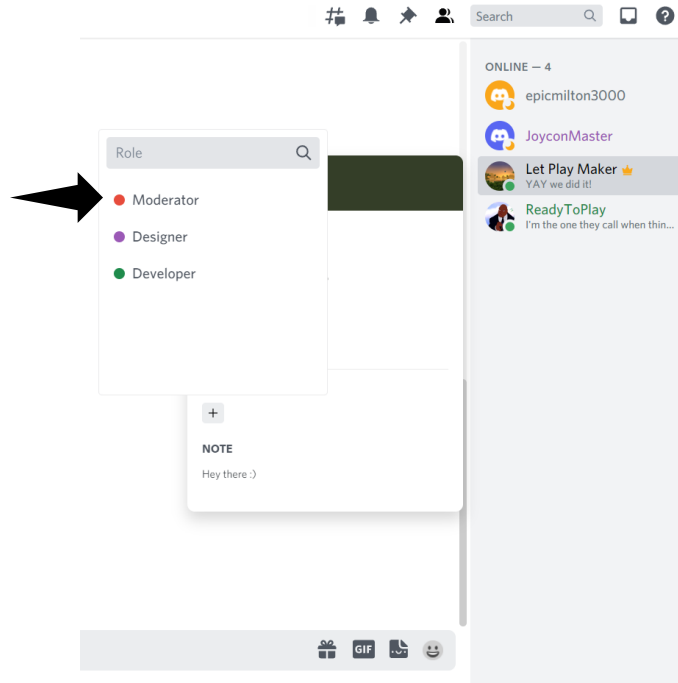 Search
ONLINE — 4
epicmilton3000
JoyconMaster
Let Play Maker
YAY we did it!
ReadyToPlay
I'm the one they call when thin...
Role
Moderator
Designer
Developer
+
NOTE
Hey there :)
GIF